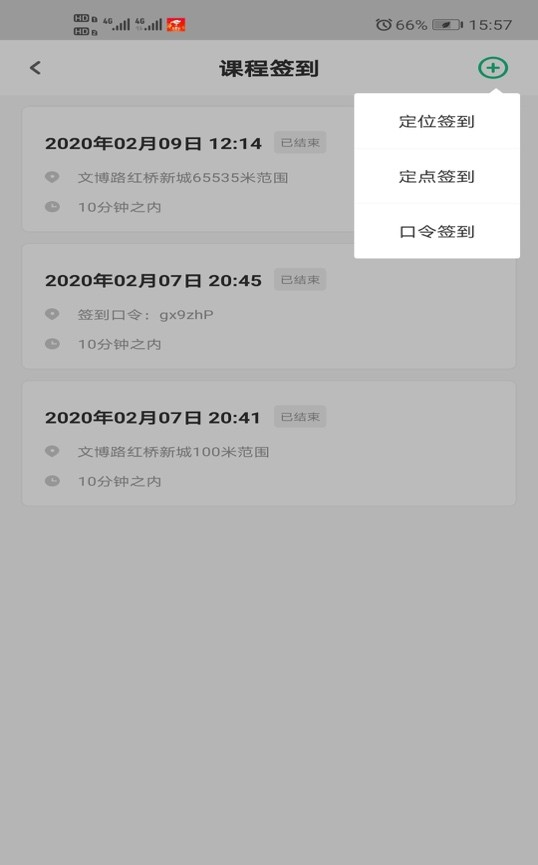 HD 1 4G 4G 66% 15:57
HD 2
课程签到
定位签到
定点签到
口令签到
2020年02月09日 12:14 已结束
文博路红桥新城65535米范围
10分钟之内
2020年02月07日 20:45 已结束
签到口令：gx9zhP
10分钟之内
2020年02月07日 20:41 已结束
文博路红桥新城100米范围
10分钟之内